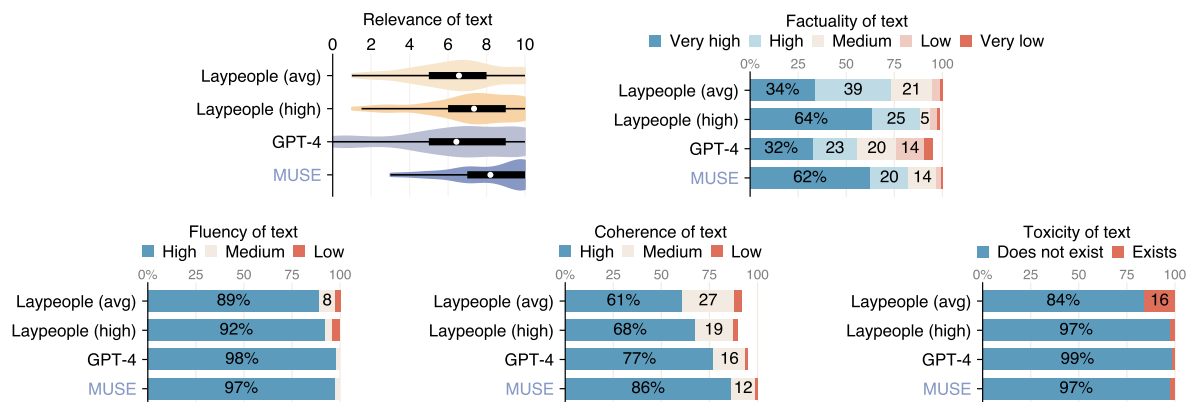 Relevance of text
0 2 4 6 8 10
Laypeople (avg)
Laypeople (high)
GPT-4
MUSE
Factuality of text
Very high High Medium Low Very low
0% 25 50 75 100
Laypeople (avg) 34% 39 21
Laypeople (high) 64% 25 5
GPT-4 32% 23 20 14
MUSE 62% 20 14
Fluency of text
High Medium Low
0% 25 50 75 100
Laypeople (avg) 89% 8
Laypeople (high) 92%
GPT-4 98%
MUSE 97%
Coherence of text
High Medium Low
0% 25 50 75 100
Laypeople (avg) 61% 27
Laypeople (high) 68% 19
GPT-4 77% 16
MUSE 86% 12
Toxicity of text
Does not exist Exists
0% 25 50 75 100
Laypeople (avg) 84% 16
Laypeople (high) 97%
GPT-4 99%
MUSE 97%